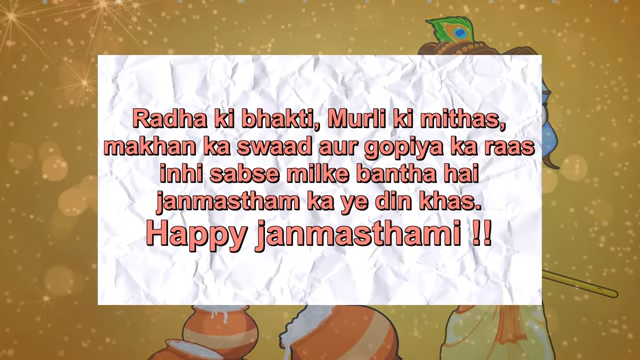 Radha ki bhakti, Murli ki mithas,
makhan ka swaad aur gopiya ka raas
inhi sabse milke bantha hai
janmastham ka ye din khas.
Happy janmasthami !!